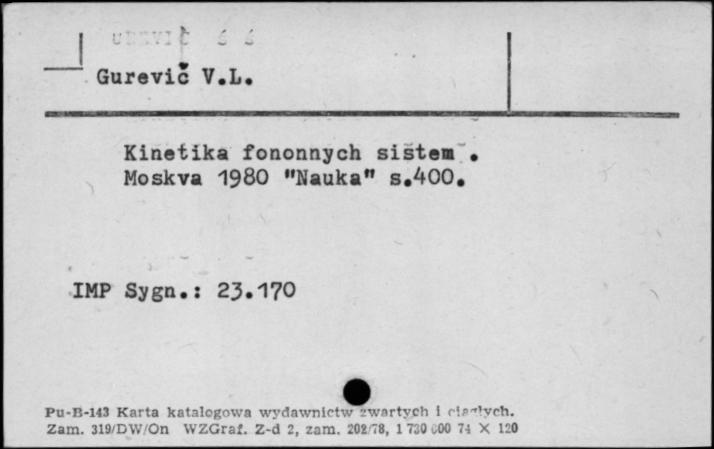 Gurevič V.L.
Kinetika fononnych sistem .
Moskva 1980 "Nauka" s.400.
IMP Sygn.: 23.170
Pu-B-143 Karta katalogowa wydawnictw zwartych i ciągłych.
Zam. 319/DW/On WZGraf. Z-d 2, zam. 202/78, 1 730 000 74 X 120